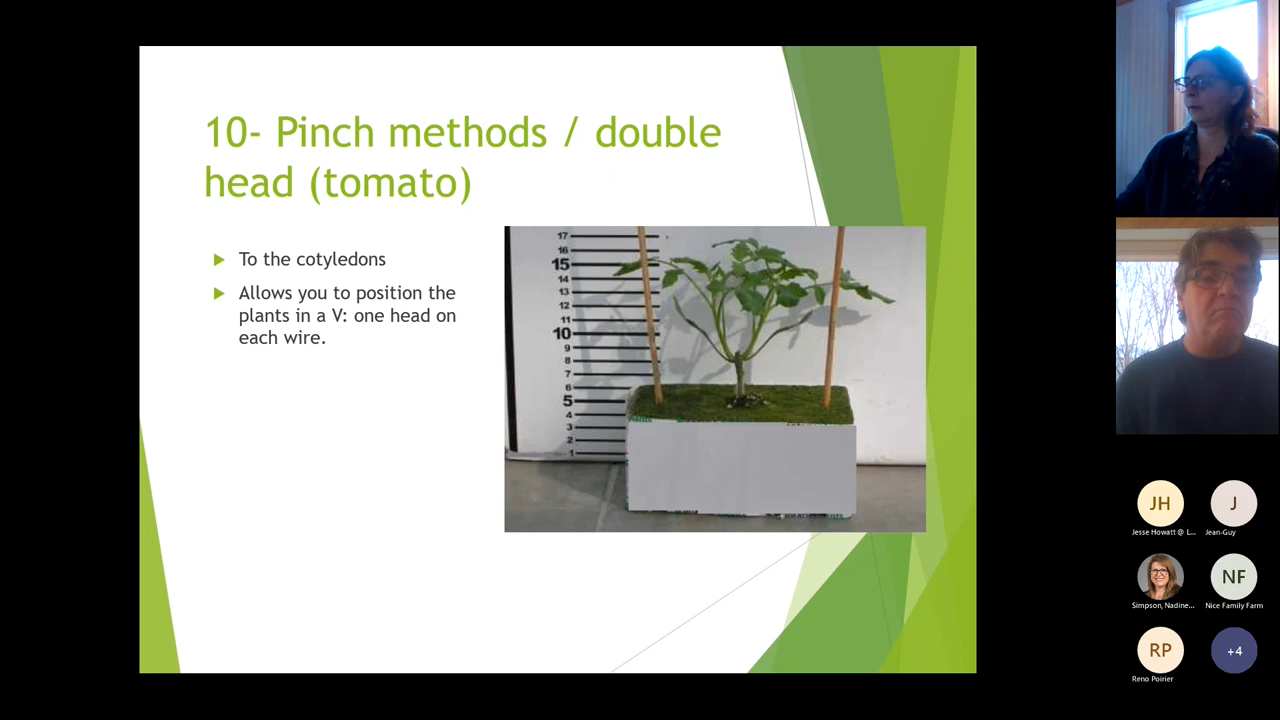 10- Pinch methods / double
head (tomato)
To the cotyledons
Allows you to position the
plants in a V: one head on
each wire.
17
16
15
14
13
12
11
10
9
8
7
6
5
4
3
2
1
JH
J
Jesse Howatt @ L...
Jean-Guy
NF
Simpson, Nadine...
Nice Family Farm
RP
+4
Reno Poirier